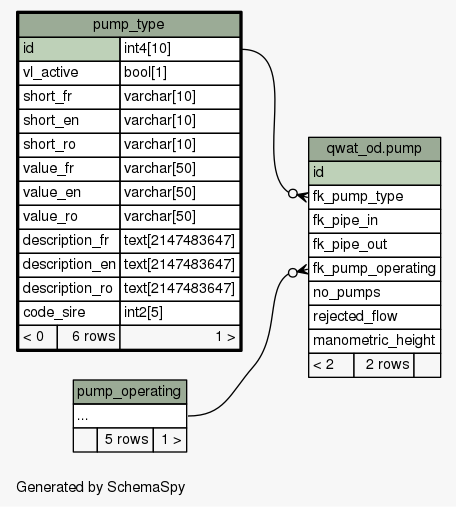 pump_type
id int4[10]
vl_active bool[1]
short_fr varchar[10]
short_en varchar[10]
short_ro varchar[10]
value_fr varchar[50]
value_en varchar[50]
value_ro varchar[50]
description_fr text[2147483647]
description_en text[2147483647]
description_ro text[2147483647]
code_sire int2[5]
< 0 6 rows 1 >
qwat_od.pump
id
fk_pump_type
fk_pipe_in
fk_pipe_out
fk_pump_operating
no_pumps
rejected_flow
manometric_height
< 2 2 rows
pump_operating
...
5 rows 1 >
Generated by SchemaSpy